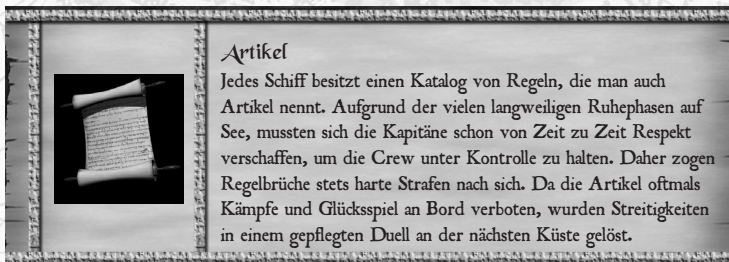 Artikel
Jedes Schiff besitzt einen Katalog von Regeln, die man auch
Artikel nennt. Aufgrund der vielen langweiligen Ruhephasen auf
See, mussten sich die Kapitäne schon von Zeit zu Zeit Respekt
verschaffen, um die Crew unter Kontrolle zu halten. Daher zogen
Regelbrüche stets harte Strafen nach sich. Da die Artikel oftmals
Kämpfe und Glücksspiel an Bord verboten, wurden Streitigkeiten
in einem gepflegten Duell an der nächsten Küste gelöst.